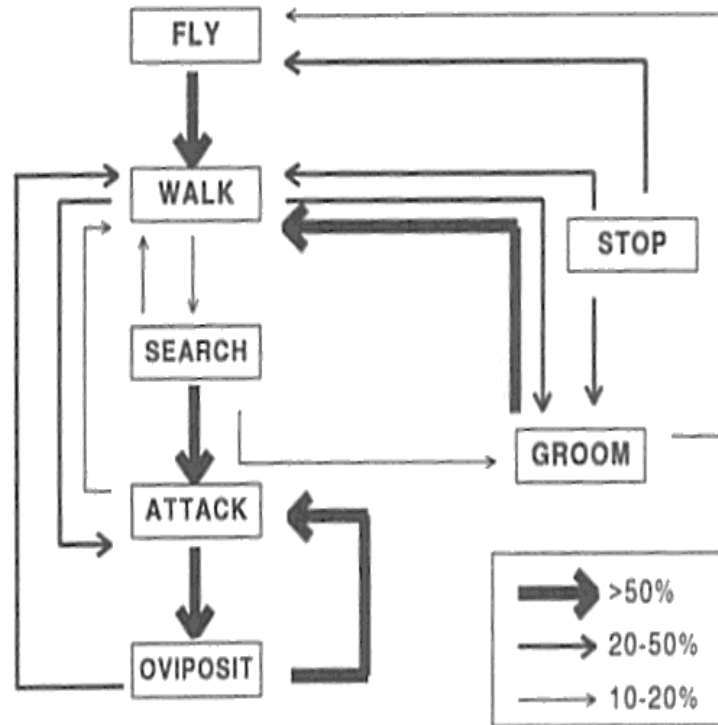 FLY
WALK
STOP
SEARCH
GROOM
ATTACK
OVIPOSIT
>50%
20-50%
10-20%